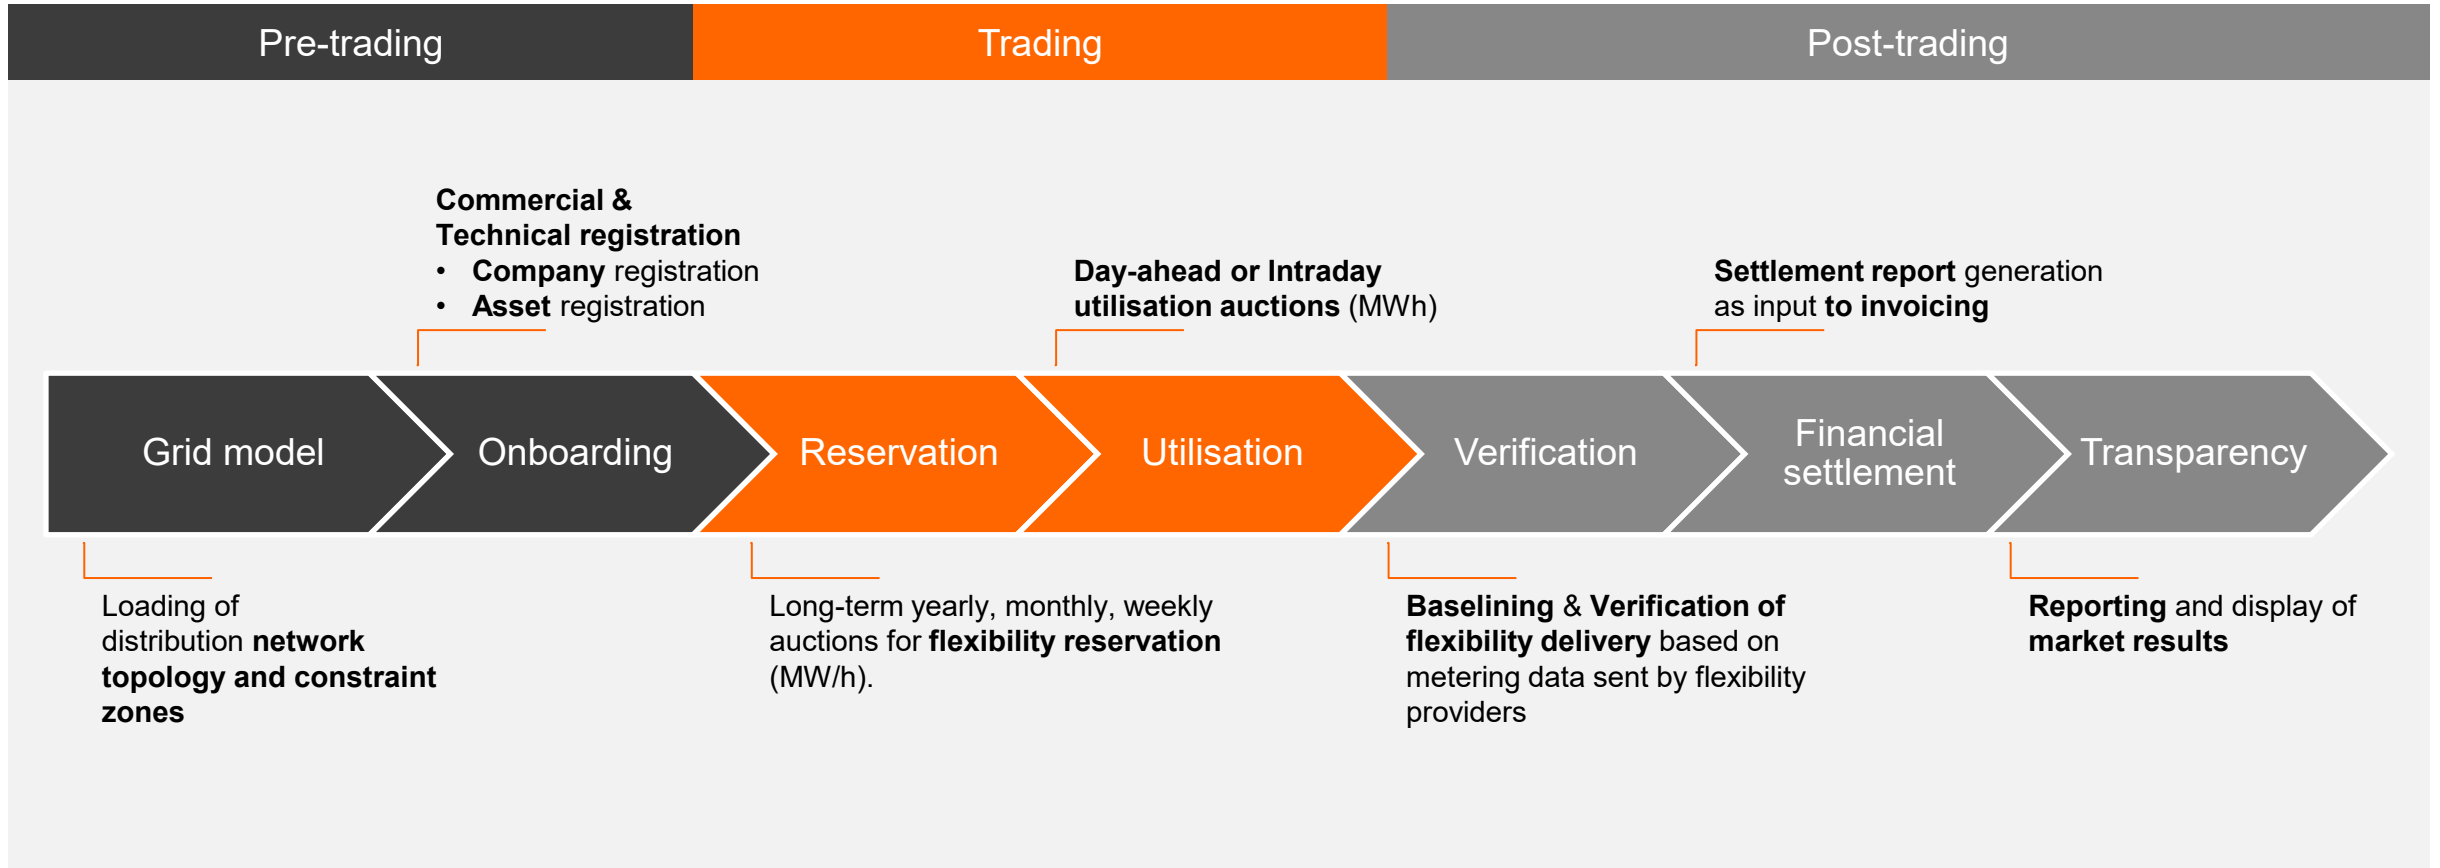 Pre-trading
Trading
Post-trading
Commercial &
Technical registration
• Company registration
• Asset registration
Day-ahead or Intraday
utilisation auctions (MWh)
Settlement report generation
as input to invoicing
Grid model
Onboarding
Reservation
Utilisation
Verification
Financial
settlement
Transparency
Loading of
distribution network
topology and constraint
zones
Long-term yearly, monthly, weekly
auctions for flexibility reservation
(MW/h).
Baselining & Verification of
flexibility delivery based on
metering data sent by flexibility
providers
Reporting and display of
market results